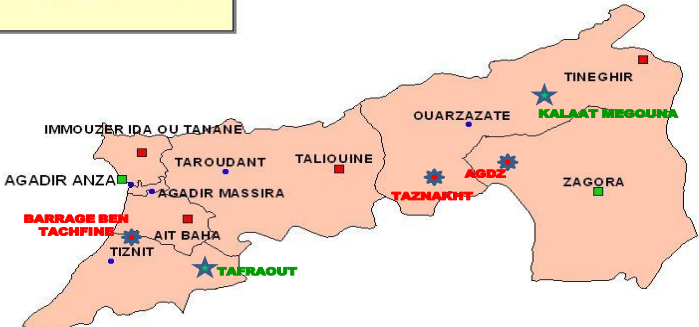 TINEGHIR
KALAAT MEGOUNA
OUARZAZATE
IMMOUZER IDA OU TANANE
TAROUDANT
TALIOUINE
AGADIR ANZA
AGADIR MASSIRA
AGDZ
TAZNAKHT
ZAGORA
BARRAGE BEN
TACHFINE
AIT BAHA
TIZNIT
TAFRAOUT